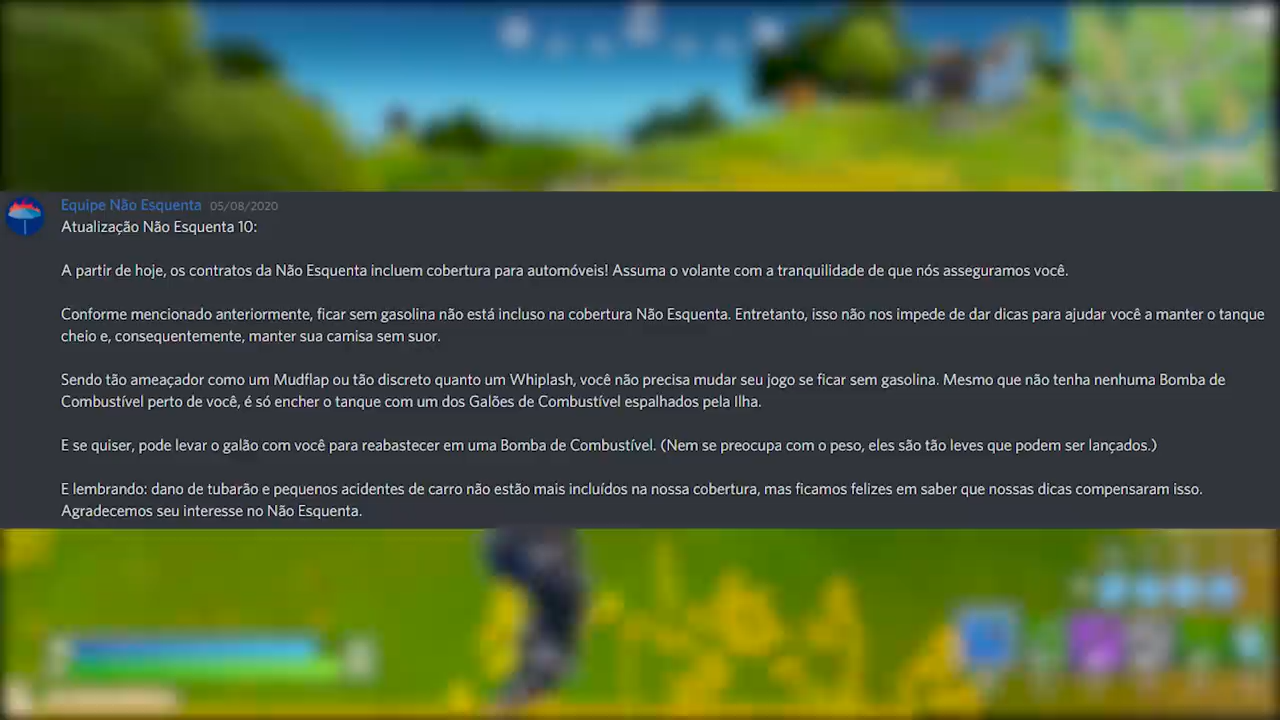 Equipe Não Esquenta 05/08/2020
Atualização Não Esquenta 10:
A partir de hoje, os contratos da Não Esquenta incluem cobertura para automóveis! Assuma o volante com a tranquilidade de que nós asseguramos você.
Conforme mencionado anteriormente, ficar sem gasolina não está incluso na cobertura Não Esquenta. Entretanto, isso não nos impede de dar dicas para ajudar você a manter o tanque
cheio e, consequentemente, manter sua camisa sem suor.
Sendo tão ameaçador como um Mudflap ou tão discreto quanto um Whiplash, você não precisa mudar seu jogo se ficar sem gasolina. Mesmo que não tenha nenhuma Bomba de
Combustível perto de você, é só encher o tanque com um dos Galões de Combustível espalhados pela Ilha.
E se quiser, pode levar o galão com você para reabastecer em uma Bomba de Combustível. (Nem se preocupa com o peso, eles são tão leves que podem ser lançados.)
E lembrando: dano de tubarão e pequenos acidentes de carro não estão mais incluídos na nossa cobertura, mas ficamos felizes em saber que nossas dicas compensaram isso.
Agradecemos seu interesse no Não Esquenta.